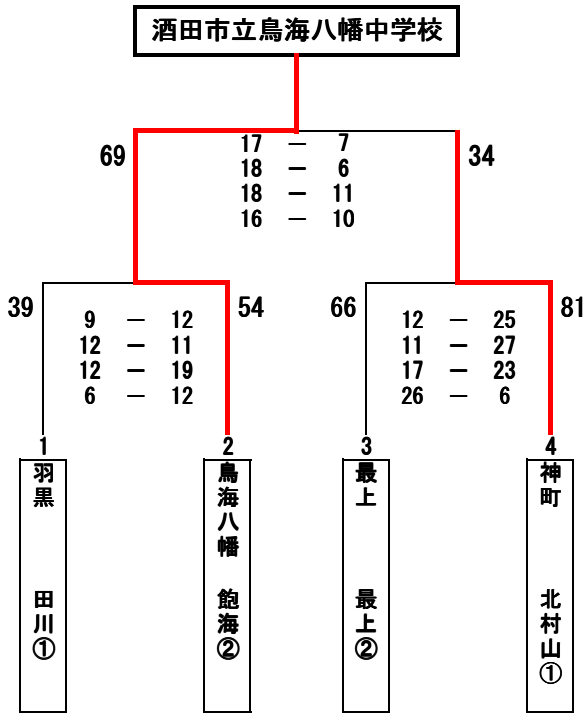 酒田市立鳥海八幡中学校
69
17 － 7
18 － 6
18 － 11
16 － 10
34
39
9 － 12
12 － 11
12 － 19
6 － 12
54
66
12 － 25
11 － 27
17 － 23
26 － 6
81
1
羽黒 田川①
2
鳥海八幡 飽海②
3
最上 最上②
4
神町 北村山①